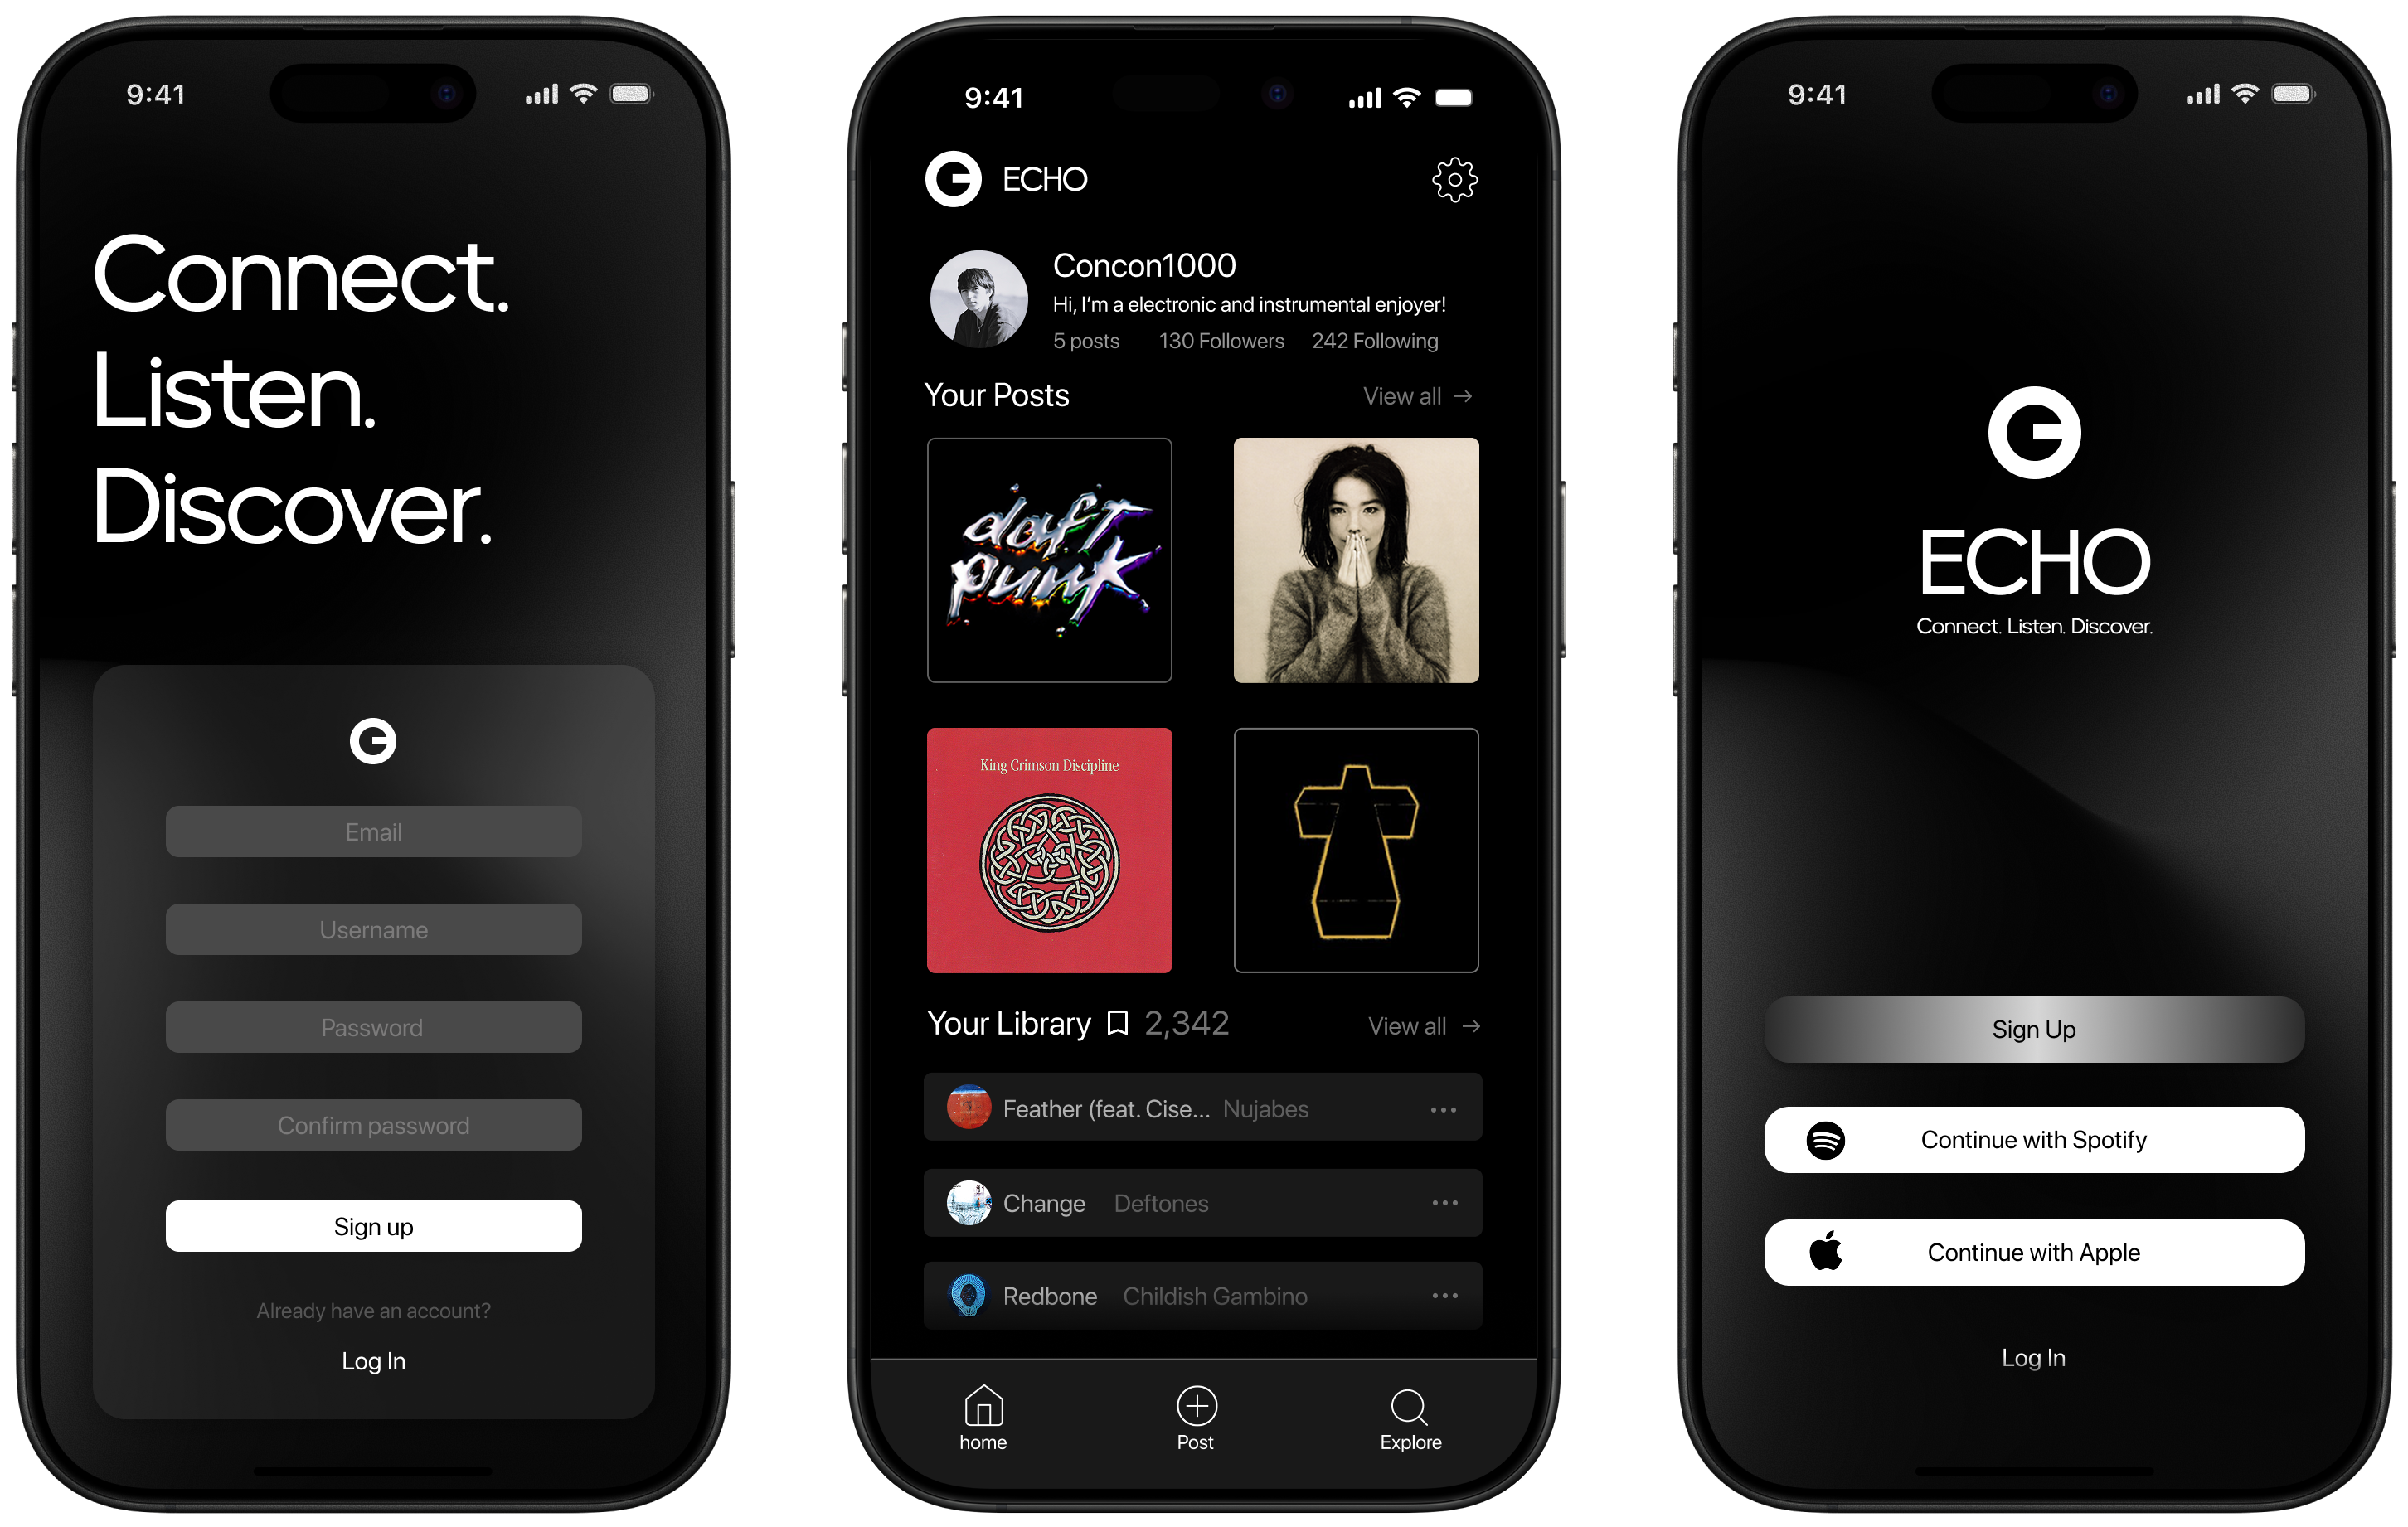 9:41
Connect.
Listen.
Discover.
Email
Username
Password
Confirm password
Sign up
Already have an account?
Log In
9:41
ECHO
Concon1000
Hi, I'm a electronic and instrumental enjoyer!
5 posts 130 Followers 242 Following
Your Posts View all →
daft
punk
King Crimson Discipline
Your Library 2,342 View all →
Feather (feat. Cise... Nujabes
Change Deftones
Redbone Childish Gambino
home Post Explore
9:41
ECHO
Connect. Listen. Discover.
Sign Up
Continue with Spotify
Continue with Apple
Log In